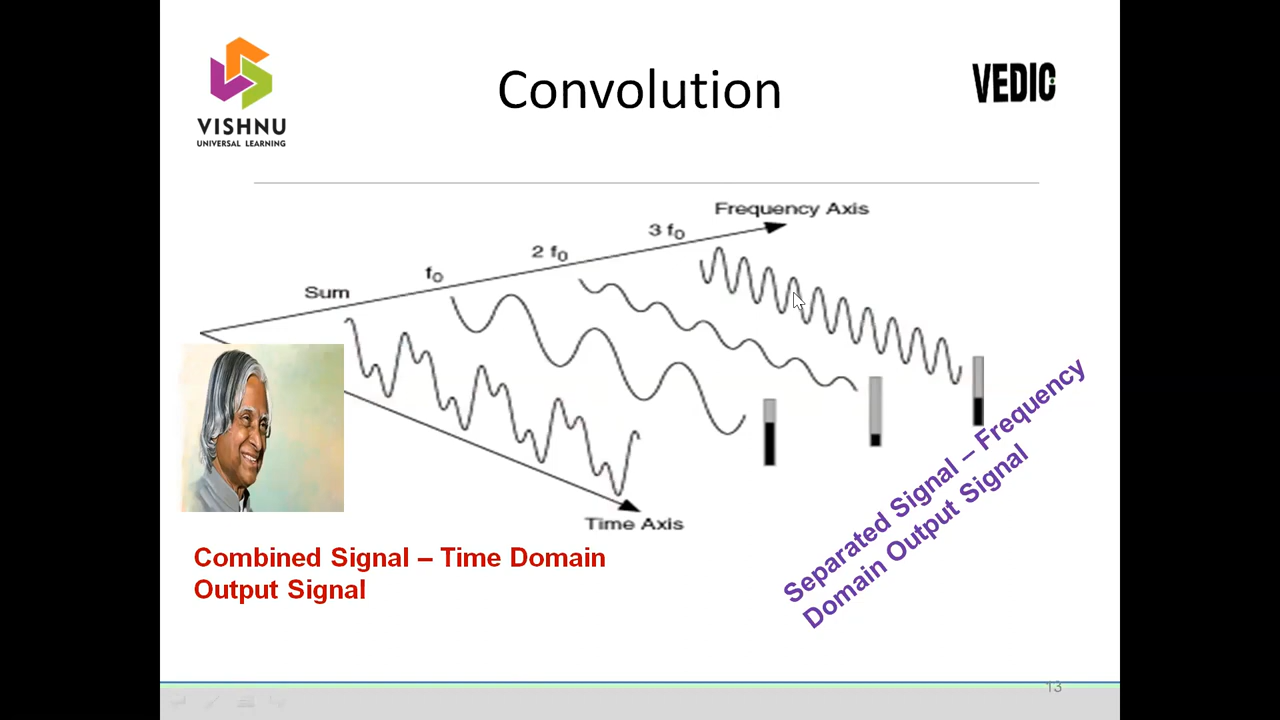 VISHNU
UNIVERSAL LEARNING
Convolution
VEDIC
Frequency Axis
3 f0
2 f0
f0
Sum
Time Axis
Combined Signal – Time Domain
Output Signal
Separated Signal – Frequency
Domain Output Signal
13